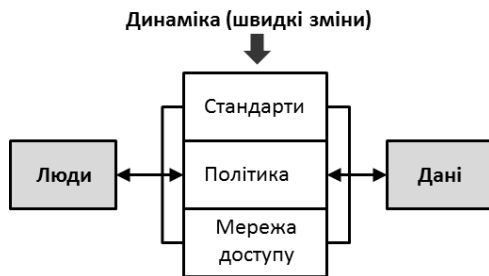 Динаміка (швидкі зміни)
Стандарти
Люди
Політика
Дані
Мережа
доступу